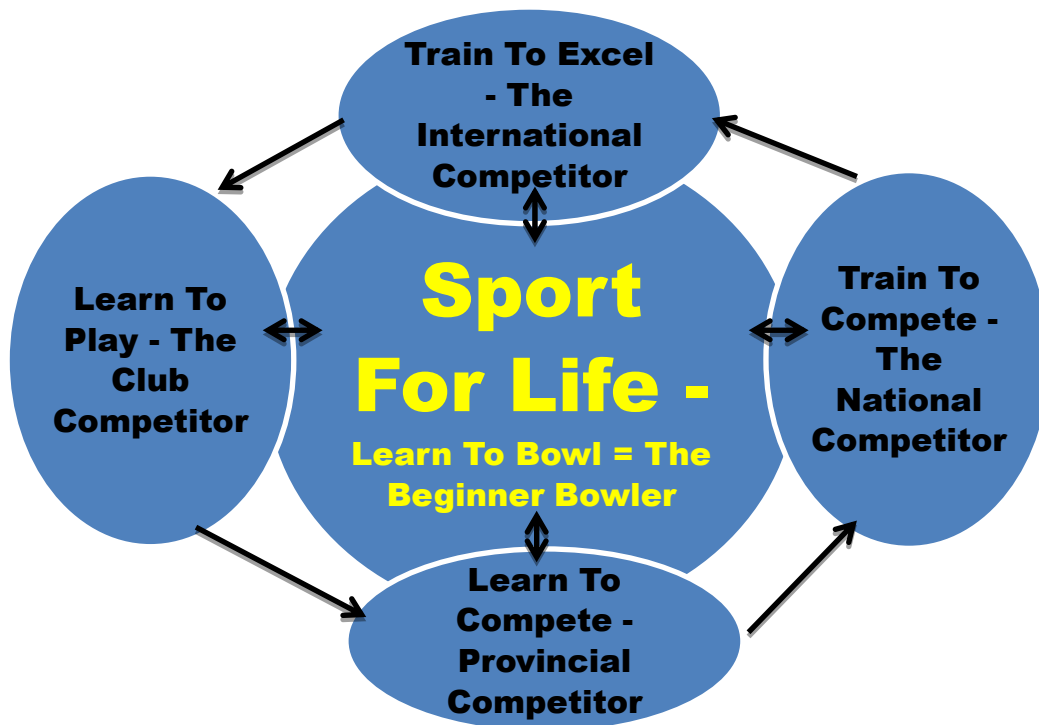 Train To Excel
- The
International
Competitor
Learn To
Play - The
Club
Competitor
Sport
For Life -
Learn To Bowl = The
Beginner Bowler
Train To
Compete -
The
National
Competitor
Learn To
Compete -
Provincial
Competitor